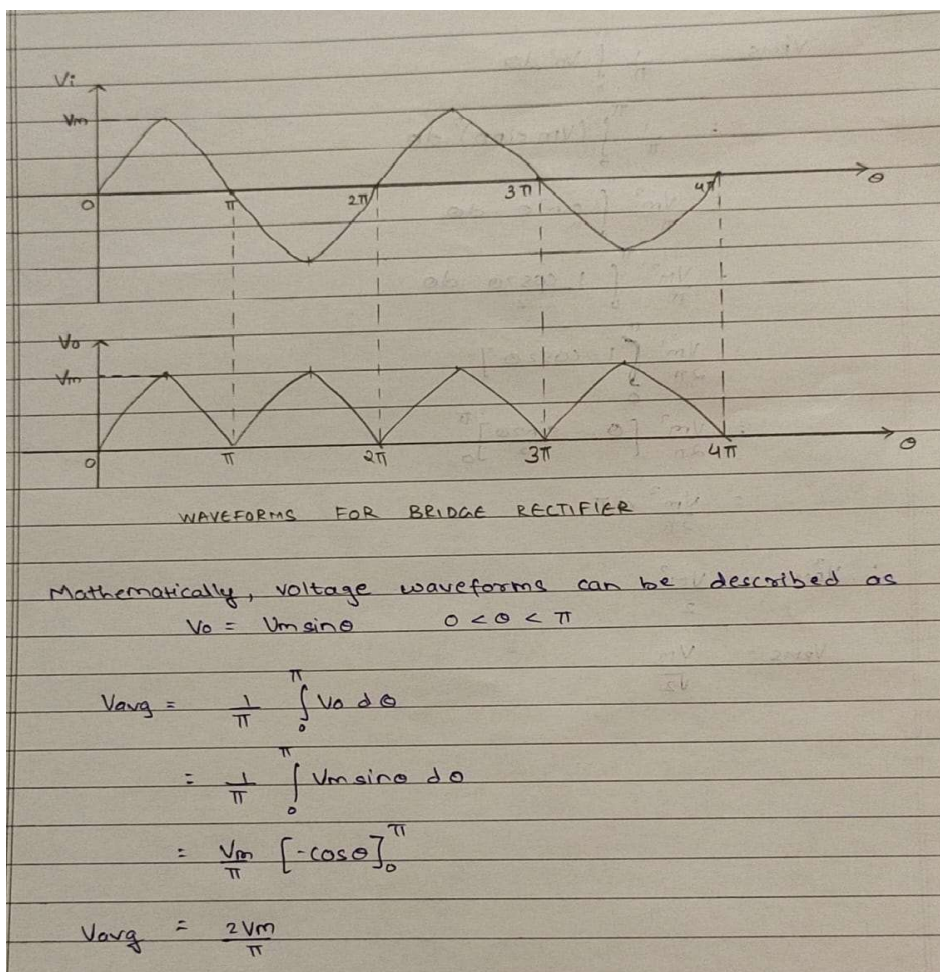 Vi
Vm
0 π 2π 3π 4π θ
Vo
Vm
0 π 2π 3π 4π θ
WAVEFORMS FOR BRIDGE RECTIFIER
Mathematically, voltage waveforms can be described as
Vo = Vm sinθ 0 < θ < π
Vavg = 1/π ∫₀^π Vo dθ
= 1/π ∫₀^π Vm sinθ dθ
= Vm/π [-cosθ]₀^π
Vavg = 2Vm/π